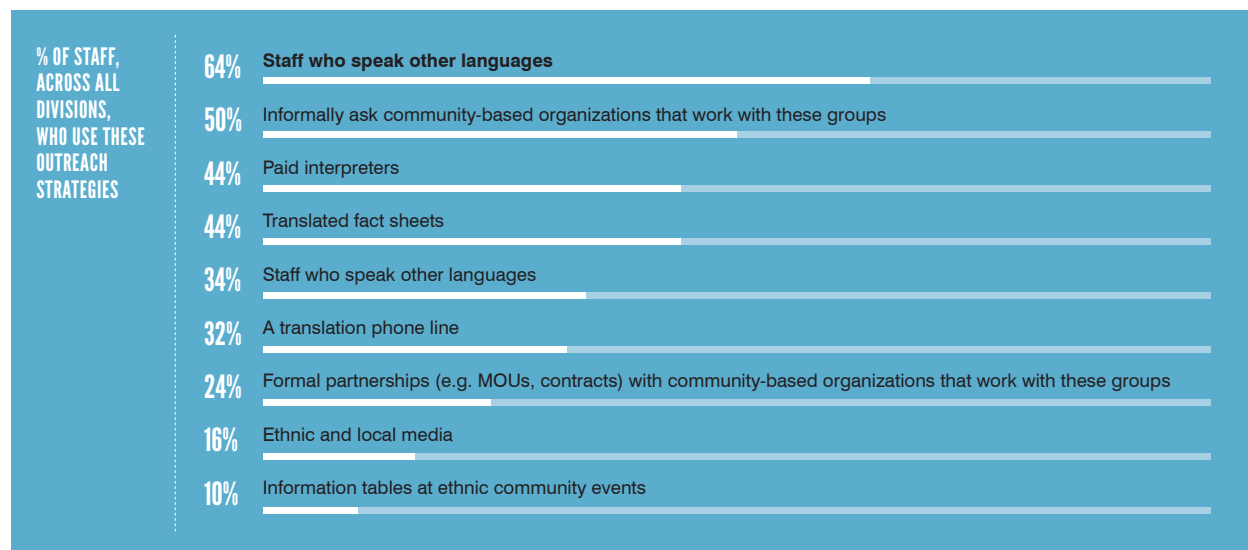 % OF STAFF,
ACROSS ALL
DIVISIONS,
WHO USE THESE
OUTREACH
STRATEGIES
64% Staff who speak other languages
50% Informally ask community-based organizations that work with these groups
44% Paid interpreters
44% Translated fact sheets
34% Staff who speak other languages
32% A translation phone line
24% Formal partnerships (e.g. MOUs, contracts) with community-based organizations that work with these groups
16% Ethnic and local media
10% Information tables at ethnic community events